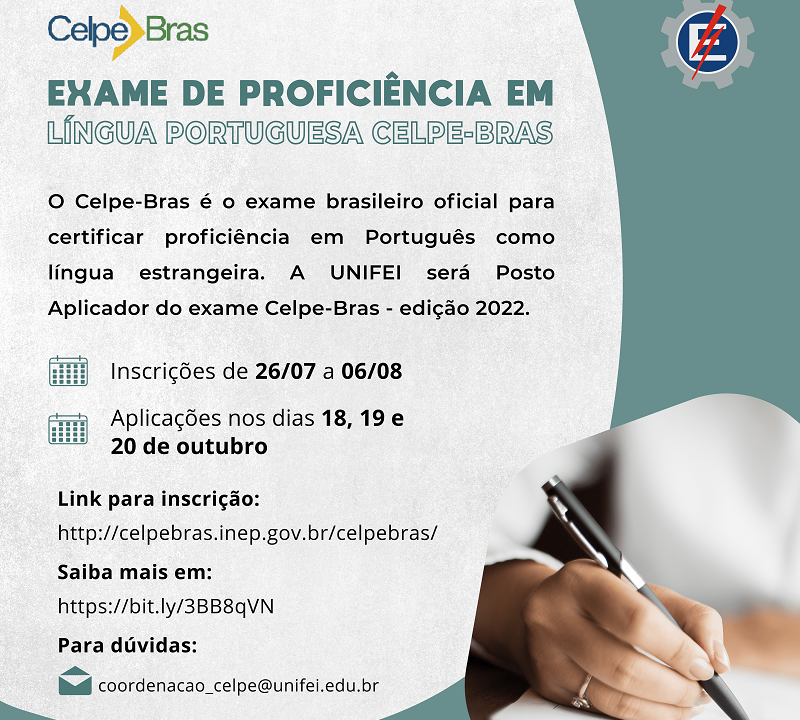 Celpe Bras
E
EXAME DE PROFICIÊNCIA EM
LÍNGUA PORTUGUESA CELPE-BRAS
O Celpe-Bras é o exame brasileiro oficial para
certificar proficiência em Português como
língua estrangeira. A UNIFEI será Posto
Aplicador do exame Celpe-Bras - edição 2022.
Inscrições de 26/07 a 06/08
Aplicações nos dias 18, 19 e
20 de outubro
Link para inscrição:
http://celpebras.inep.gov.br/celpebras/
Saiba mais em:
https://bit.ly/3BB8qVN
Para dúvidas:
coordenacao_celpe@unifei.edu.br